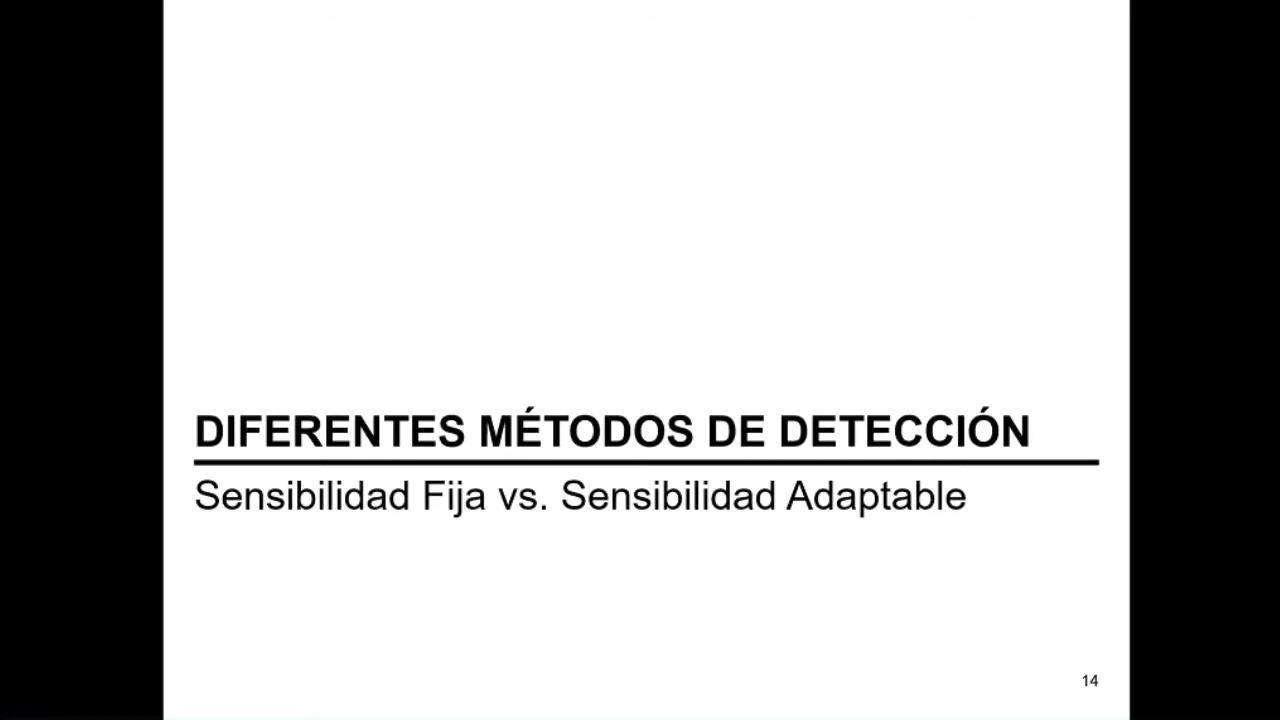 DIFERENTES MÉTODOS DE DETECCIÓN
Sensibilidad Fija vs. Sensibilidad Adaptable
14